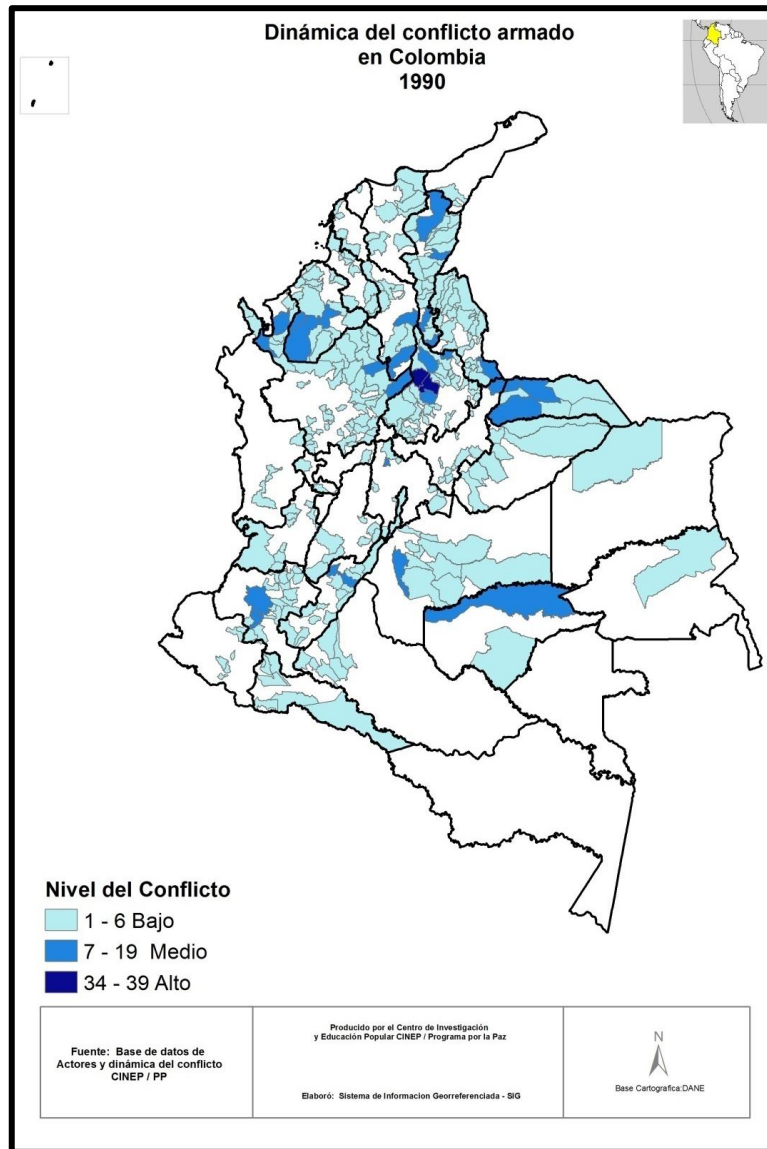 Dinámica del conflicto armado
en Colombia
1990
Nivel del Conflicto
1 - 6 Bajo
7 - 19 Medio
34 - 39 Alto
Fuente: Base de datos de
Actores y dinámica del conflicto
CINEP / PP
Producido por el Centro de Investigación
y Educación Popular CINEP / Programa por la Paz
Elaboró: Sistema de Informacion Georreferenciada - SIG
N
Base Cartografica:DANE